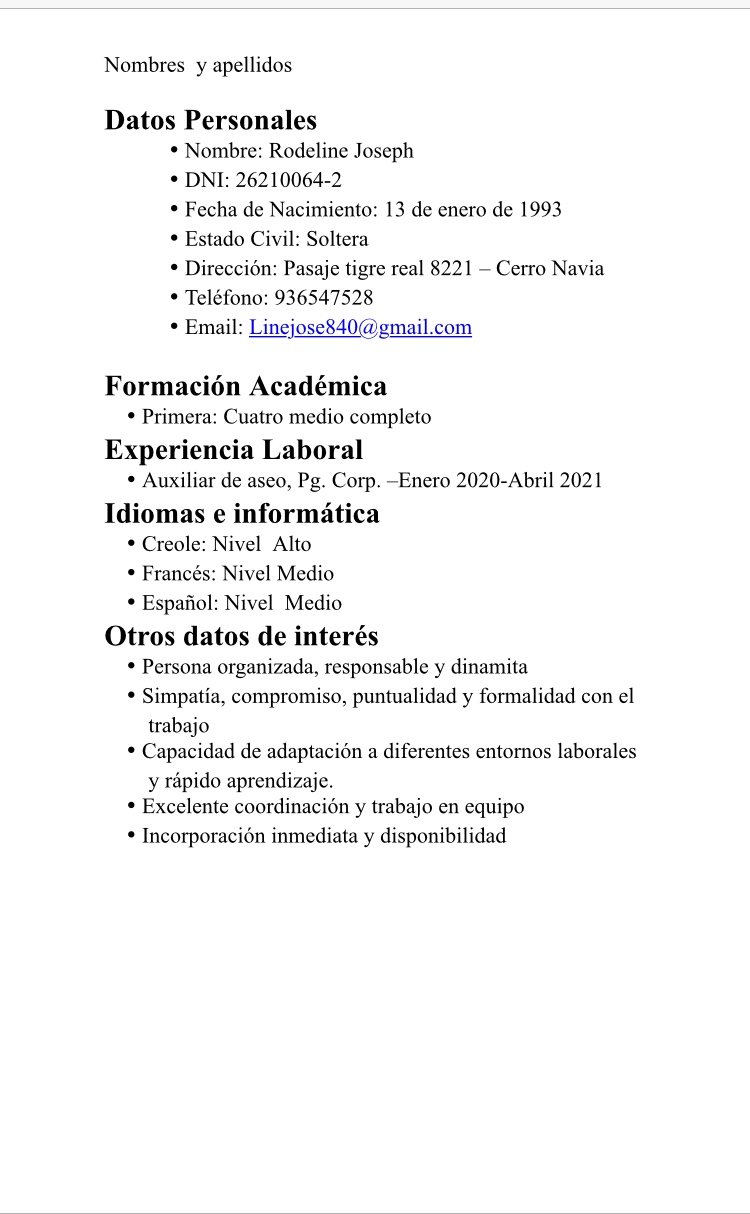 Nombres  y apellidos
Datos Personales
• Nombre: Rodeline Joseph
• DNI: 26210064-2
• Fecha de Nacimiento: 13 de enero de 1993
• Estado Civil: Soltera
• Dirección: Pasaje tigre real 8221 – Cerro Navia
• Teléfono: 936547528
• Email: Linejose840@gmail.com
Formación Académica
• Primera: Cuatro medio completo
Experiencia Laboral
• Auxiliar de aseo, Pg. Corp. –Enero 2020-Abril 2021
Idiomas e informática
• Creole: Nivel  Alto
• Francés: Nivel Medio
• Español: Nivel  Medio
Otros datos de interés
• Persona organizada, responsable y dinamita
• Simpatía, compromiso, puntualidad y formalidad con el
trabajo
• Capacidad de adaptación a diferentes entornos laborales
y rápido aprendizaje.
• Excelente coordinación y trabajo en equipo
• Incorporación inmediata y disponibilidad